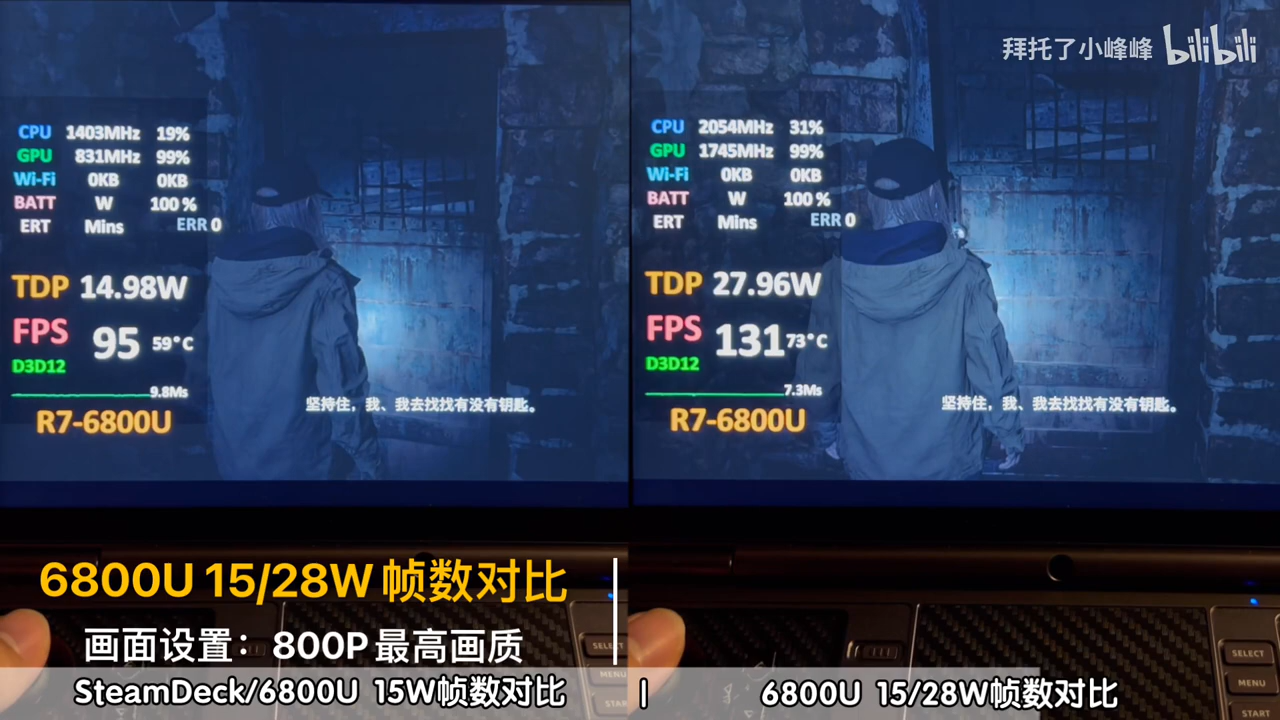 拜托了小峰峰 bilibili
CPU 1403MHz 19%
GPU 831MHz 99%
Wi-Fi 0KB 0KB
BATT W 100 %
ERT Mins ERR 0
TDP 14.98W
FPS 95 59°C
D3D12
9.8Ms
R7-6800U
坚持住，我、我去找找有没有钥匙。
CPU 2054MHz 31%
GPU 1745MHz 99%
Wi-Fi 0KB 0KB
BATT W 100 %
ERT Mins ERR 0
TDP 27.96W
FPS 131 73°C
D3D12
7.3Ms
R7-6800U
坚持住，我、我去找找有没有钥匙。
6800U 15/28W 帧数对比
画面设置：800P 最高画质
SELECT
MENU
START
SELECT
MENU
START
SteamDeck/6800U 15W帧数对比
6800U 15/28W帧数对比